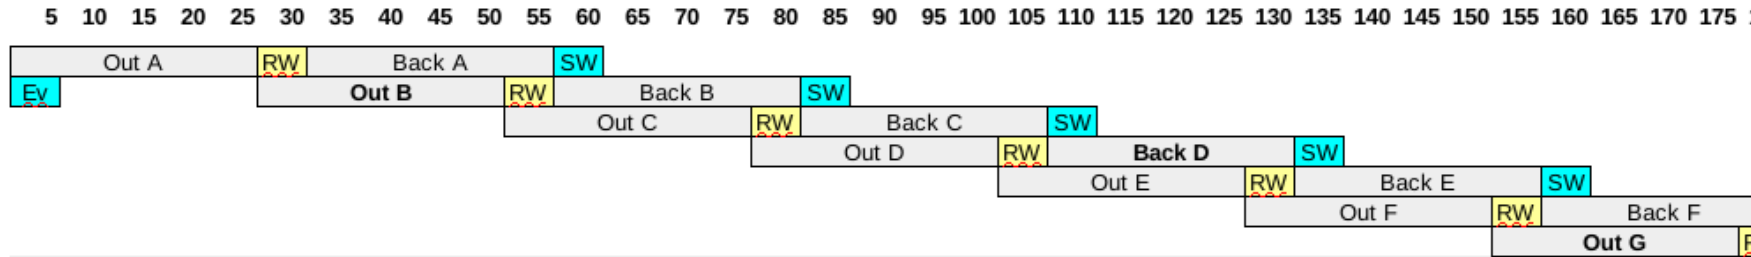 5 10 15 20 25 30 35 40 45 50 55 60 65 70 75 80 85 90 95 100 105 110 115 120 125 130 135 140 145 150 155 160 165 170 175
Out A RW Back A SW
Ev Out B RW Back B SW
Out C RW Back C SW
Out D RW Back D SW
Out E RW Back E SW
Out F RW Back F
Out G